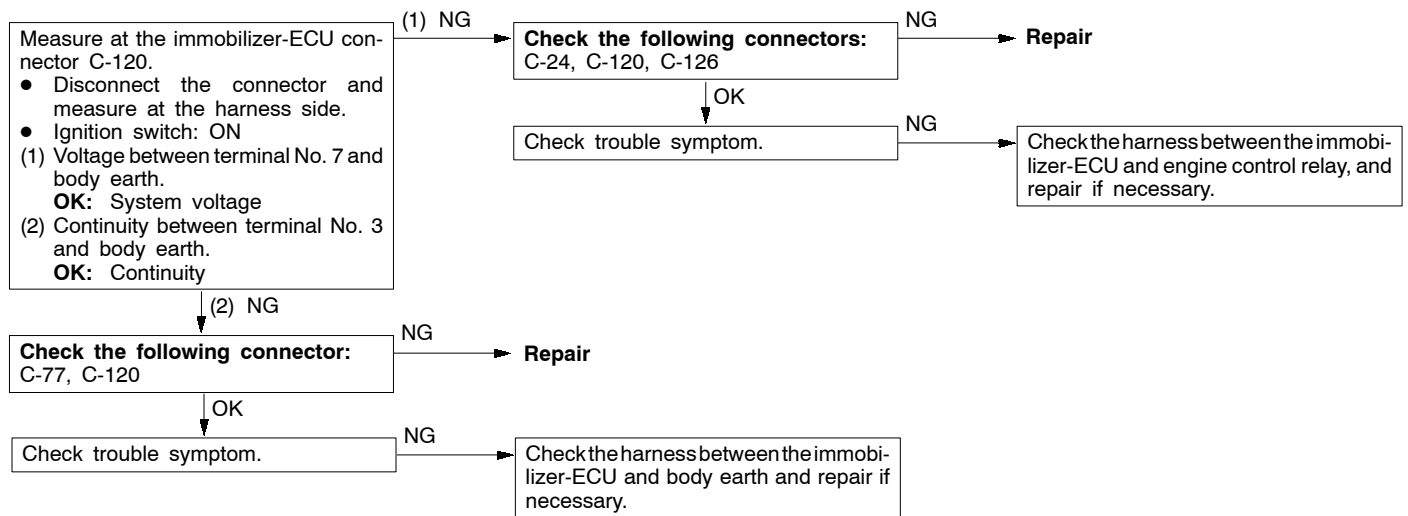 Measure at the immobilizer-ECU con-
nector C-120.
● Disconnect the connector and
measure at the harness side.
● Ignition switch: ON
(1) Voltage between terminal No. 7 and
body earth.
OK: System voltage
(2) Continuity between terminal No. 3
and body earth.
OK: Continuity
(1) NG
Check the following connectors:
C-24, C-120, C-126
NG
Repair
OK
Check trouble symptom.
NG
Check the harness between the immobi-
lizer-ECU and engine control relay, and
repair if necessary.
(2) NG
Check the following connector:
C-77, C-120
NG
Repair
OK
Check trouble symptom.
NG
Check the harness between the immobi-
lizer-ECU and body earth and repair if
necessary.